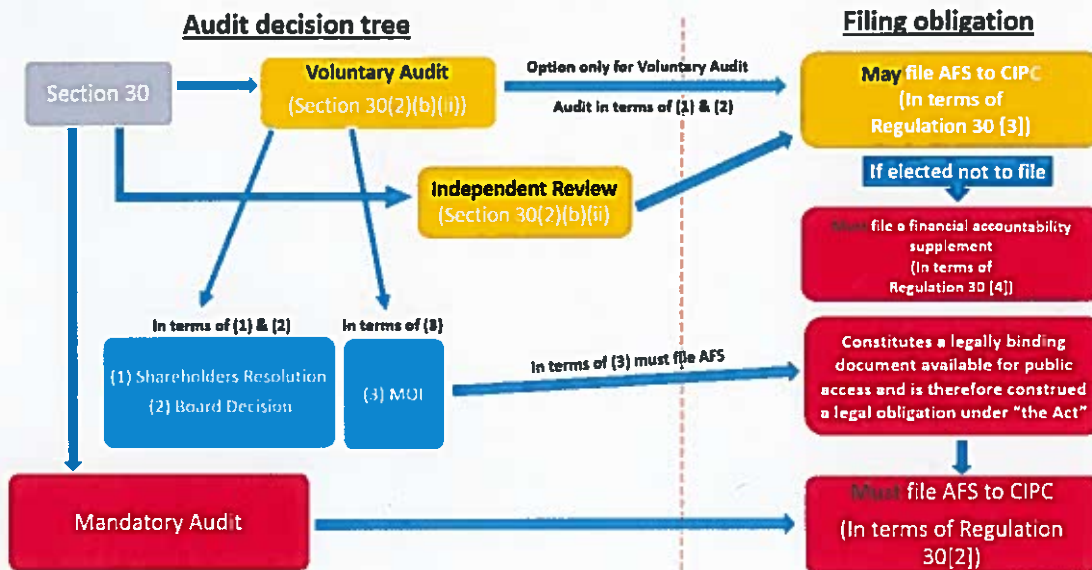 Audit decision tree
Filing obligation
Section 30
Voluntary Audit
(Section 30(2)(b)(ii))
Option only for Voluntary Audit
Audit in terms of (1) & (2)
May file AFS to CIPC
(In terms of
Regulation 30 [3])
If elected not to file
Independent Review
(Section 30(2)(b)(ii)
Must file a financial accountability
supplement
(In terms of
Regulation 30 [4])
In terms of (1) & (2)
In terms of (3)
(1) Shareholders Resolution
(2) Board Decision
(3) MOI
In terms of (3) must file AFS
Constitutes a legally binding
document available for public
access and is therefore construed
a legal obligation under "the Act"
Mandatory Audit
Must file AFS to CIPC
(In terms of Regulation
30[2])